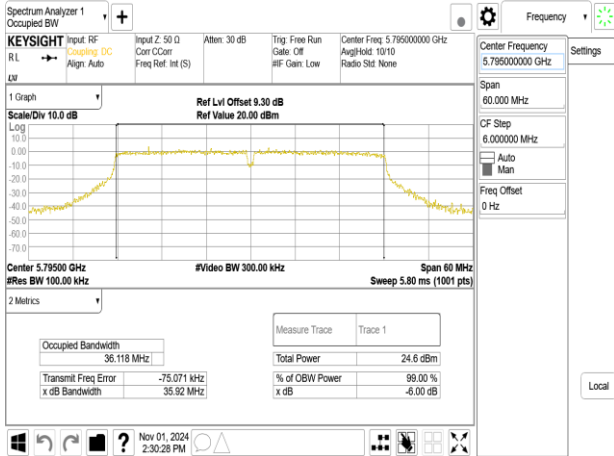 Spectrum Analyzer 1
Occupied BW
+
Frequency
KEYSIGHT
RL
Input: RF
Coupling: DC
Align: Auto
Input Z: 50 Ω
Corr CCorr
Freq Ref: Int (S)
Atten: 30 dB
Trig: Free Run
Gate: Off
#IF Gain: Low
Center Freq: 5.795000000 GHz
Avg|Hold: 10/10
Radio Std: None
LXI
Center Frequency
5.795000000 GHz
Settings
Span
60.000 MHz
CF Step
6.000000 MHz
Auto
Man
Freq Offset
0 Hz
1 Graph
Ref Lvl Offset 9.30 dB
Scale/Div 10.0 dB
Ref Value 20.00 dBm
Log
10.0
0.00
-10.0
-20.0
-30.0
-40.0
-50.0
-60.0
-70.0
Center 5.79500 GHz
#Video BW 300.00 kHz
Span 60 MHz
#Res BW 100.00 kHz
Sweep 5.80 ms (1001 pts)
2 Metrics
Measure Trace
Trace 1
Occupied Bandwidth
36.118 MHz
Total Power
24.6 dBm
Transmit Freq Error
-75.071 kHz
% of OBW Power
99.00 %
x dB Bandwidth
35.92 MHz
x dB
-6.00 dB
Local
?
Nov 01, 2024
2:30:28 PM